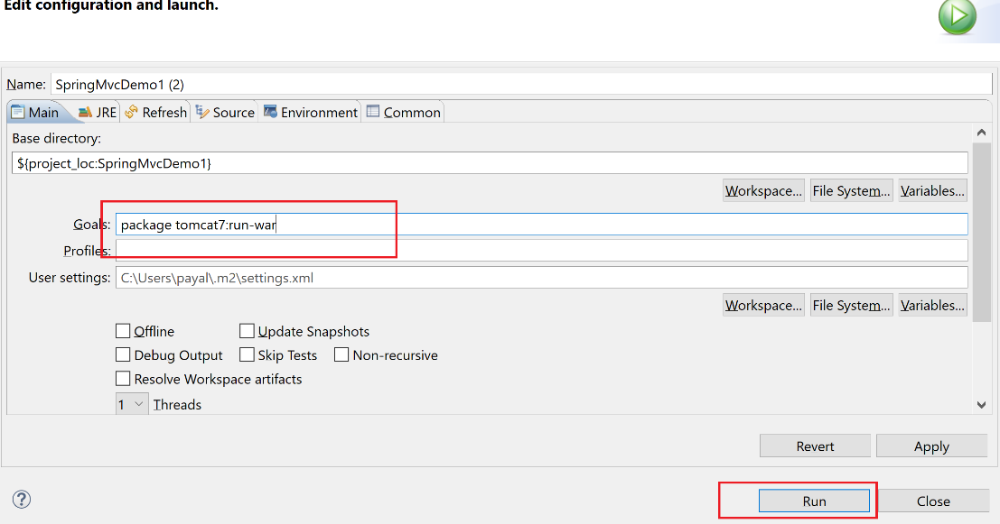 Edit configuration and launch.
Name: SpringMvcDemo1 (2)
Main JRE Refresh Source Environment Common
Base directory:
${project_loc:SpringMvcDemo1}
Workspace... File System... Variables...
Goals: package tomcat7:run-war
Profiles:
User settings: C:\Users\payal\.m2\settings.xml
Workspace... File System... Variables...
Offline Update Snapshots
Debug Output Skip Tests Non-recursive
Resolve Workspace artifacts
1 Threads
Revert Apply
? Run Close